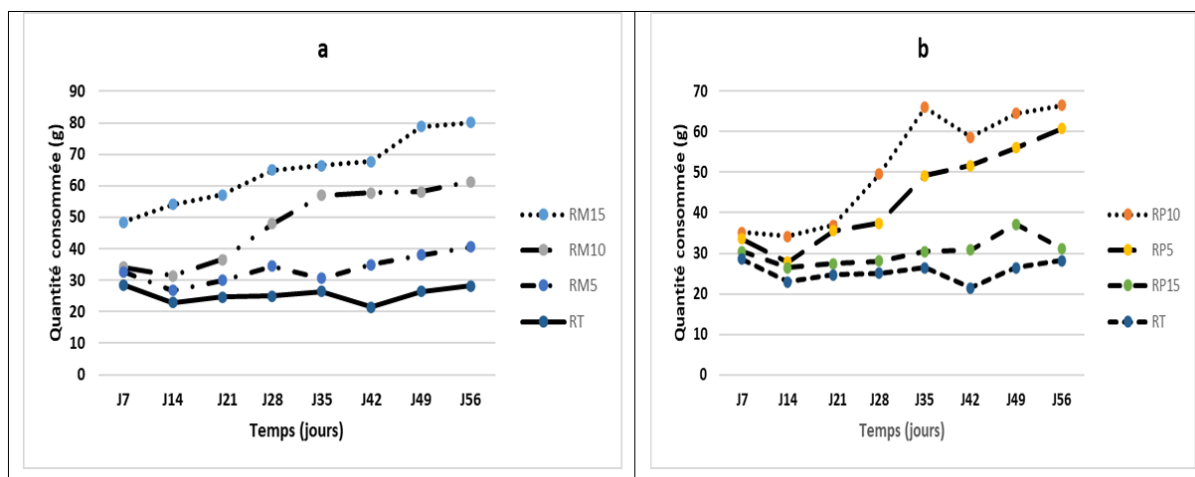 a
Quantité consommée (g)
90
80
70
60
50
40
30
20
10
0
J7 J14 J21 J28 J35 J42 J49 J56
Temps (jours)
RM15
RM10
RM5
RT
b
Quantité consommée (g)
70
60
50
40
30
20
10
0
J7 J14 J21 J28 J35 J42 J49 J56
Temps (jours)
RP10
RP5
RP15
RT